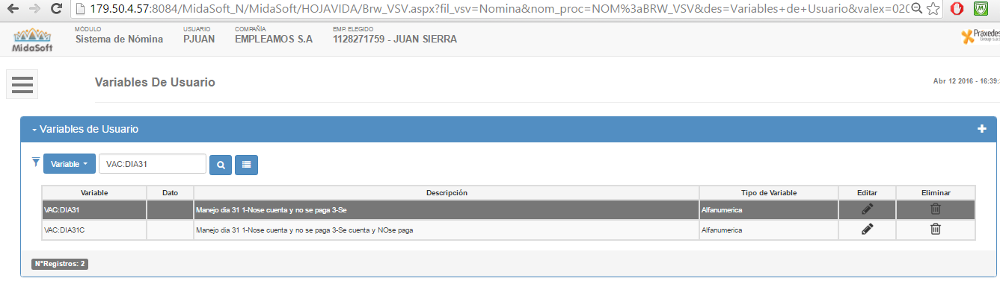 179.50.4.57:8084/MidaSoft_N/MidaSoft/HOJAVIDA/Brw_VSV.aspx?fil_vsv=Nomina&nom_proc=NOM%3aBRW_VSV&des=Variables+de+Usuario&valex=020
MidaSoft
MÓDULO USUARIO COMPAÑÍA EMP. ELEGIDO
Sistema de Nómina PJUAN EMPLEAMOS S.A 1128271759 - JUAN SIERRA
Práxedes
Group s.a.s
Variables De Usuario
Abr 12 2016 - 16:39:
Variables de Usuario
Variable VAC:DIA31
Variable Dato Descripción Tipo de Variable Editar Eliminar
VAC:DIA31 Manejo dia 31 1-Nose cuenta y no se paga 3-Se Alfanumerica
VAC:DIA31C Manejo dia 31 1-Nose cuenta y no se paga 3-Se cuenta y NOse paga Alfanumerica
N°Registros: 2